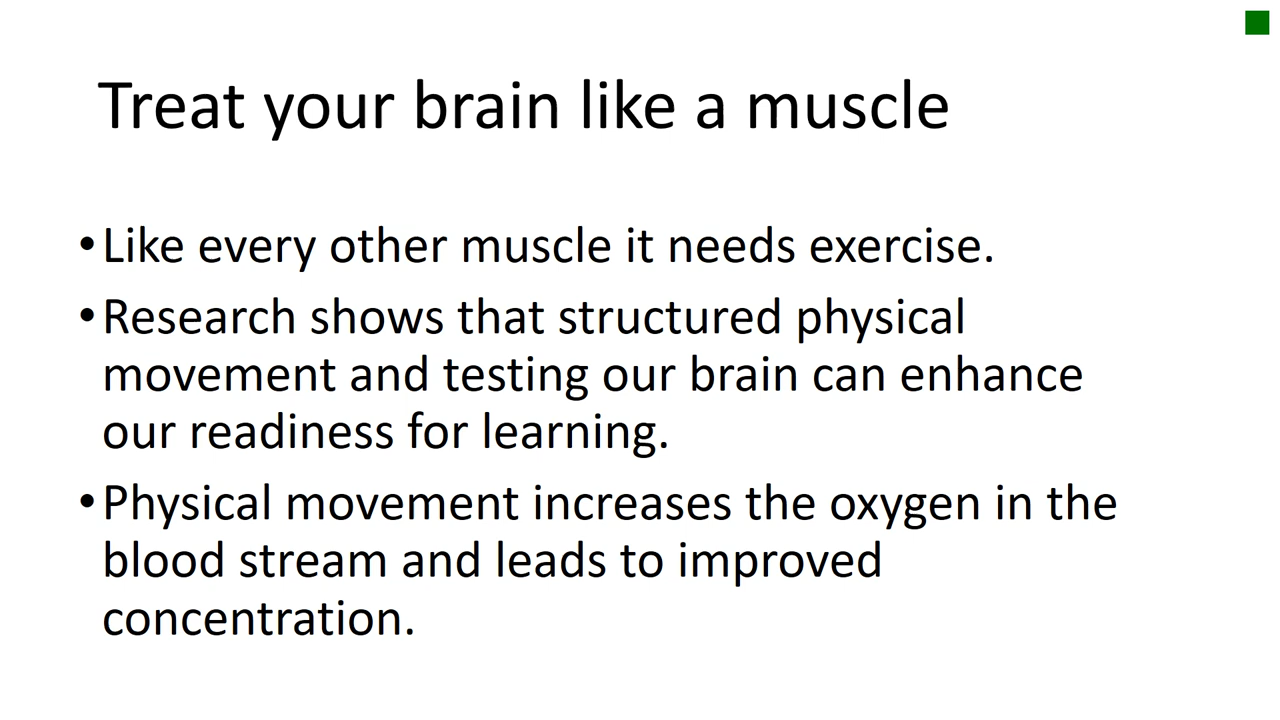 Treat your brain like a muscle
•Like every other muscle it needs exercise.
•Research shows that structured physical
movement and testing our brain can enhance
our readiness for learning.
•Physical movement increases the oxygen in the
blood stream and leads to improved
concentration.